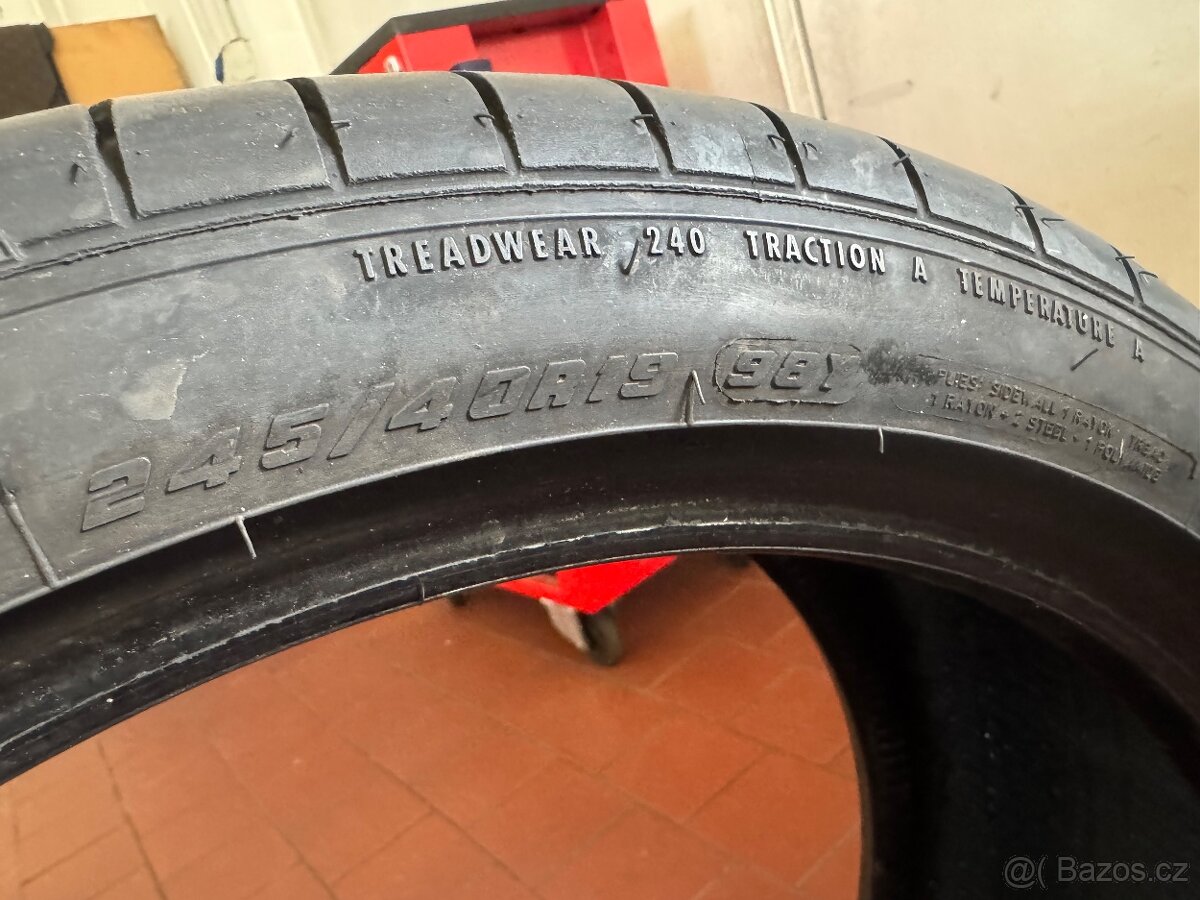 TREADWEAR 240 TRACTION A TEMPERATURE A
245/40R19 98Y
PLIES: SIDEWALL 1 RAYON TREAD
1 RAYON + 2 STEEL + 1 POLYAMIDE
@( Bazos.cz